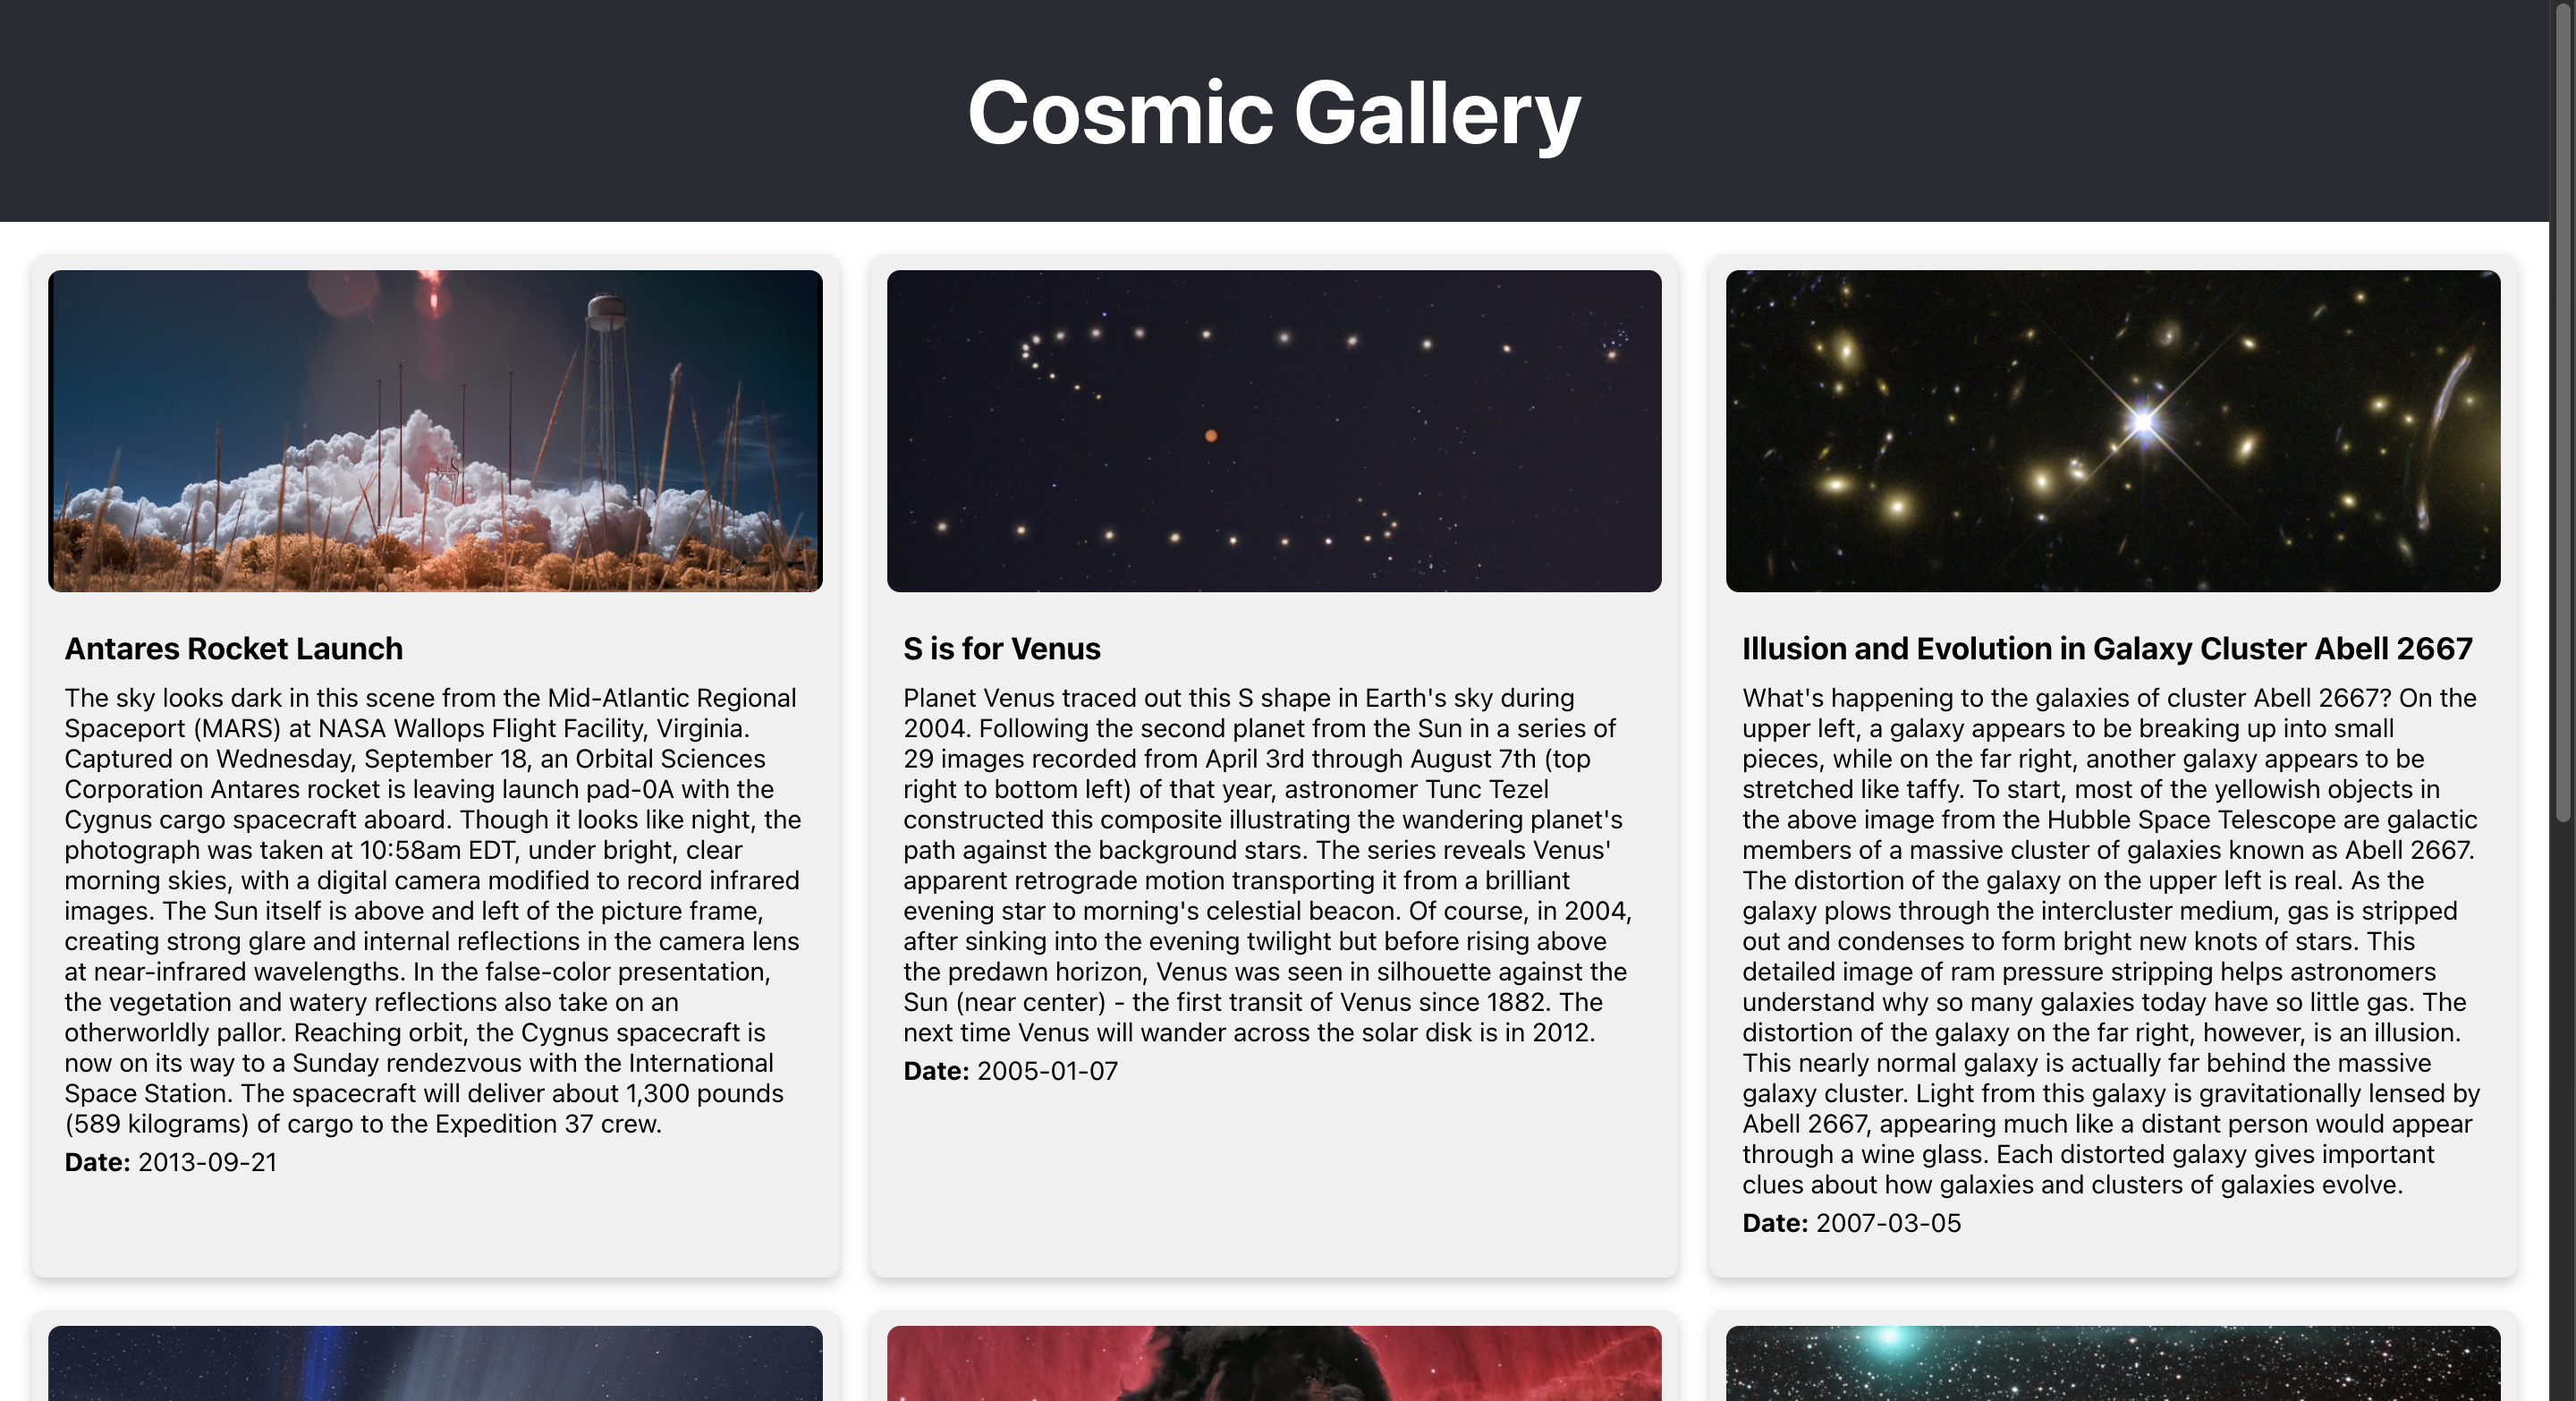 Cosmic Gallery
Antares Rocket Launch
The sky looks dark in this scene from the Mid-Atlantic Regional
Spaceport (MARS) at NASA Wallops Flight Facility, Virginia.
Captured on Wednesday, September 18, an Orbital Sciences
Corporation Antares rocket is leaving launch pad-0A with the
Cygnus cargo spacecraft aboard. Though it looks like night, the
photograph was taken at 10:58am EDT, under bright, clear
morning skies, with a digital camera modified to record infrared
images. The Sun itself is above and left of the picture frame,
creating strong glare and internal reflections in the camera lens
at near-infrared wavelengths. In the false-color presentation,
the vegetation and watery reflections also take on an
otherworldly pallor. Reaching orbit, the Cygnus spacecraft is
now on its way to a Sunday rendezvous with the International
Space Station. The spacecraft will deliver about 1,300 pounds
(589 kilograms) of cargo to the Expedition 37 crew.
Date: 2013-09-21
S is for Venus
Planet Venus traced out this S shape in Earth's sky during
2004. Following the second planet from the Sun in a series of
29 images recorded from April 3rd through August 7th (top
right to bottom left) of that year, astronomer Tunc Tezel
constructed this composite illustrating the wandering planet's
path against the background stars. The series reveals Venus'
apparent retrograde motion transporting it from a brilliant
evening star to morning's celestial beacon. Of course, in 2004,
after sinking into the evening twilight but before rising above
the predawn horizon, Venus was seen in silhouette against the
Sun (near center) - the first transit of Venus since 1882. The
next time Venus will wander across the solar disk is in 2012.
Date: 2005-01-07
Illusion and Evolution in Galaxy Cluster Abell 2667
What's happening to the galaxies of cluster Abell 2667? On the
upper left, a galaxy appears to be breaking up into small
pieces, while on the far right, another galaxy appears to be
stretched like taffy. To start, most of the yellowish objects in
the above image from the Hubble Space Telescope are galactic
members of a massive cluster of galaxies known as Abell 2667.
The distortion of the galaxy on the upper left is real. As the
galaxy plows through the intercluster medium, gas is stripped
out and condenses to form bright new knots of stars. This
detailed image of ram pressure stripping helps astronomers
understand why so many galaxies today have so little gas. The
distortion of the galaxy on the far right, however, is an illusion.
This nearly normal galaxy is actually far behind the massive
galaxy cluster. Light from this galaxy is gravitationally lensed by
Abell 2667, appearing much like a distant person would appear
through a wine glass. Each distorted galaxy gives important
clues about how galaxies and clusters of galaxies evolve.
Date: 2007-03-05